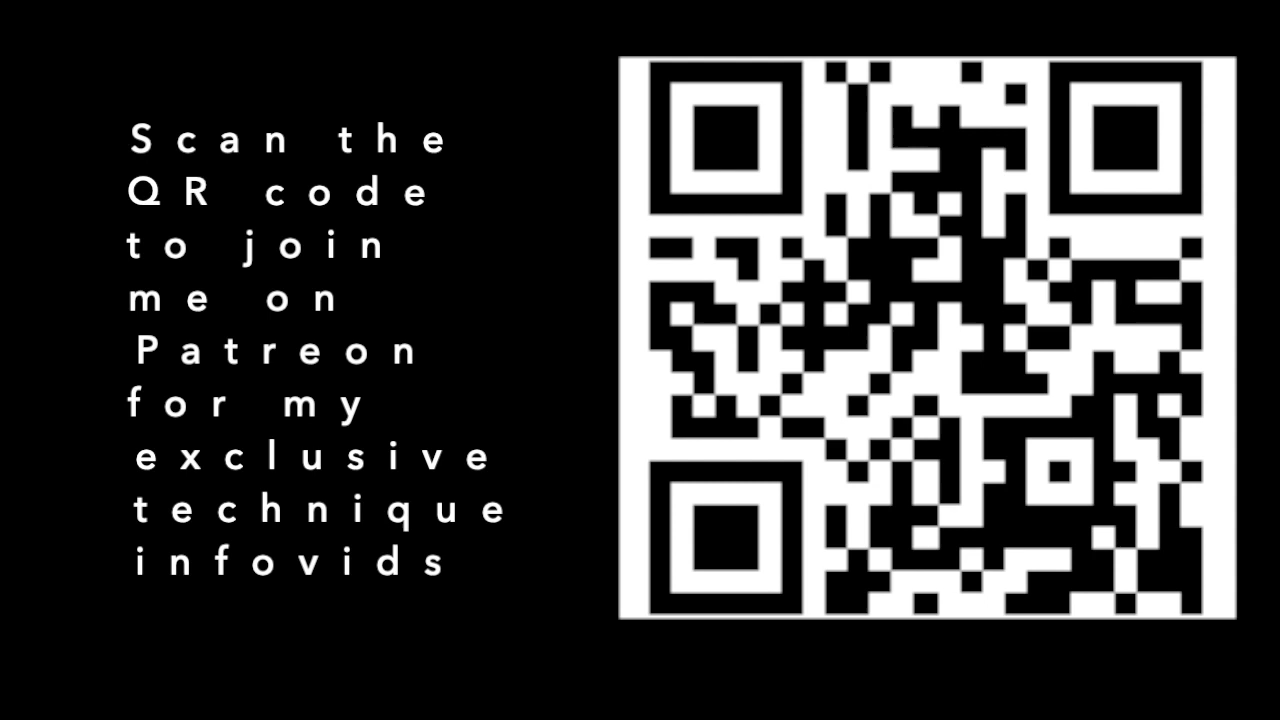 Scan the
QR code
to join
me on
Patreon
for my
exclusive
technique
infovids